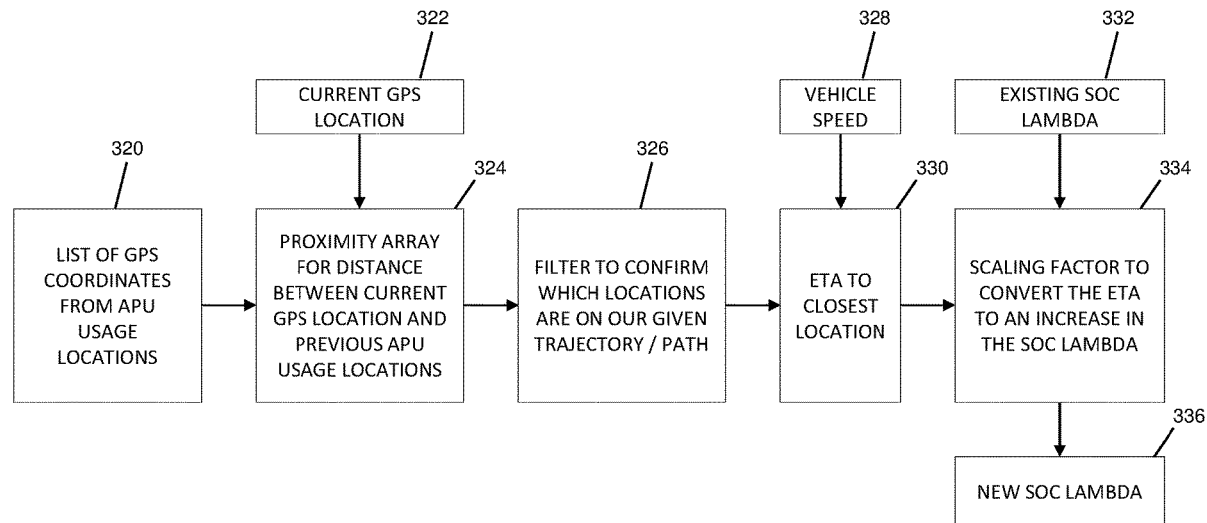 322
328
332
CURRENT GPS
LOCATION
VEHICLE
SPEED
EXISTING SOC
LAMBDA
320
324
326
330
334
LIST OF GPS
COORDINATES
FROM APU
USAGE
LOCATIONS
PROXIMITY ARRAY
FOR DISTANCE
BETWEEN CURRENT
GPS LOCATION AND
PREVIOUS APU
USAGE LOCATIONS
FILTER TO CONFIRM
WHICH LOCATIONS
ARE ON OUR GIVEN
TRAJECTORY / PATH
ETA TO
CLOSEST
LOCATION
SCALING FACTOR TO
CONVERT THE ETA
TO AN INCREASE IN
THE SOC LAMBDA
336
NEW SOC LAMBDA